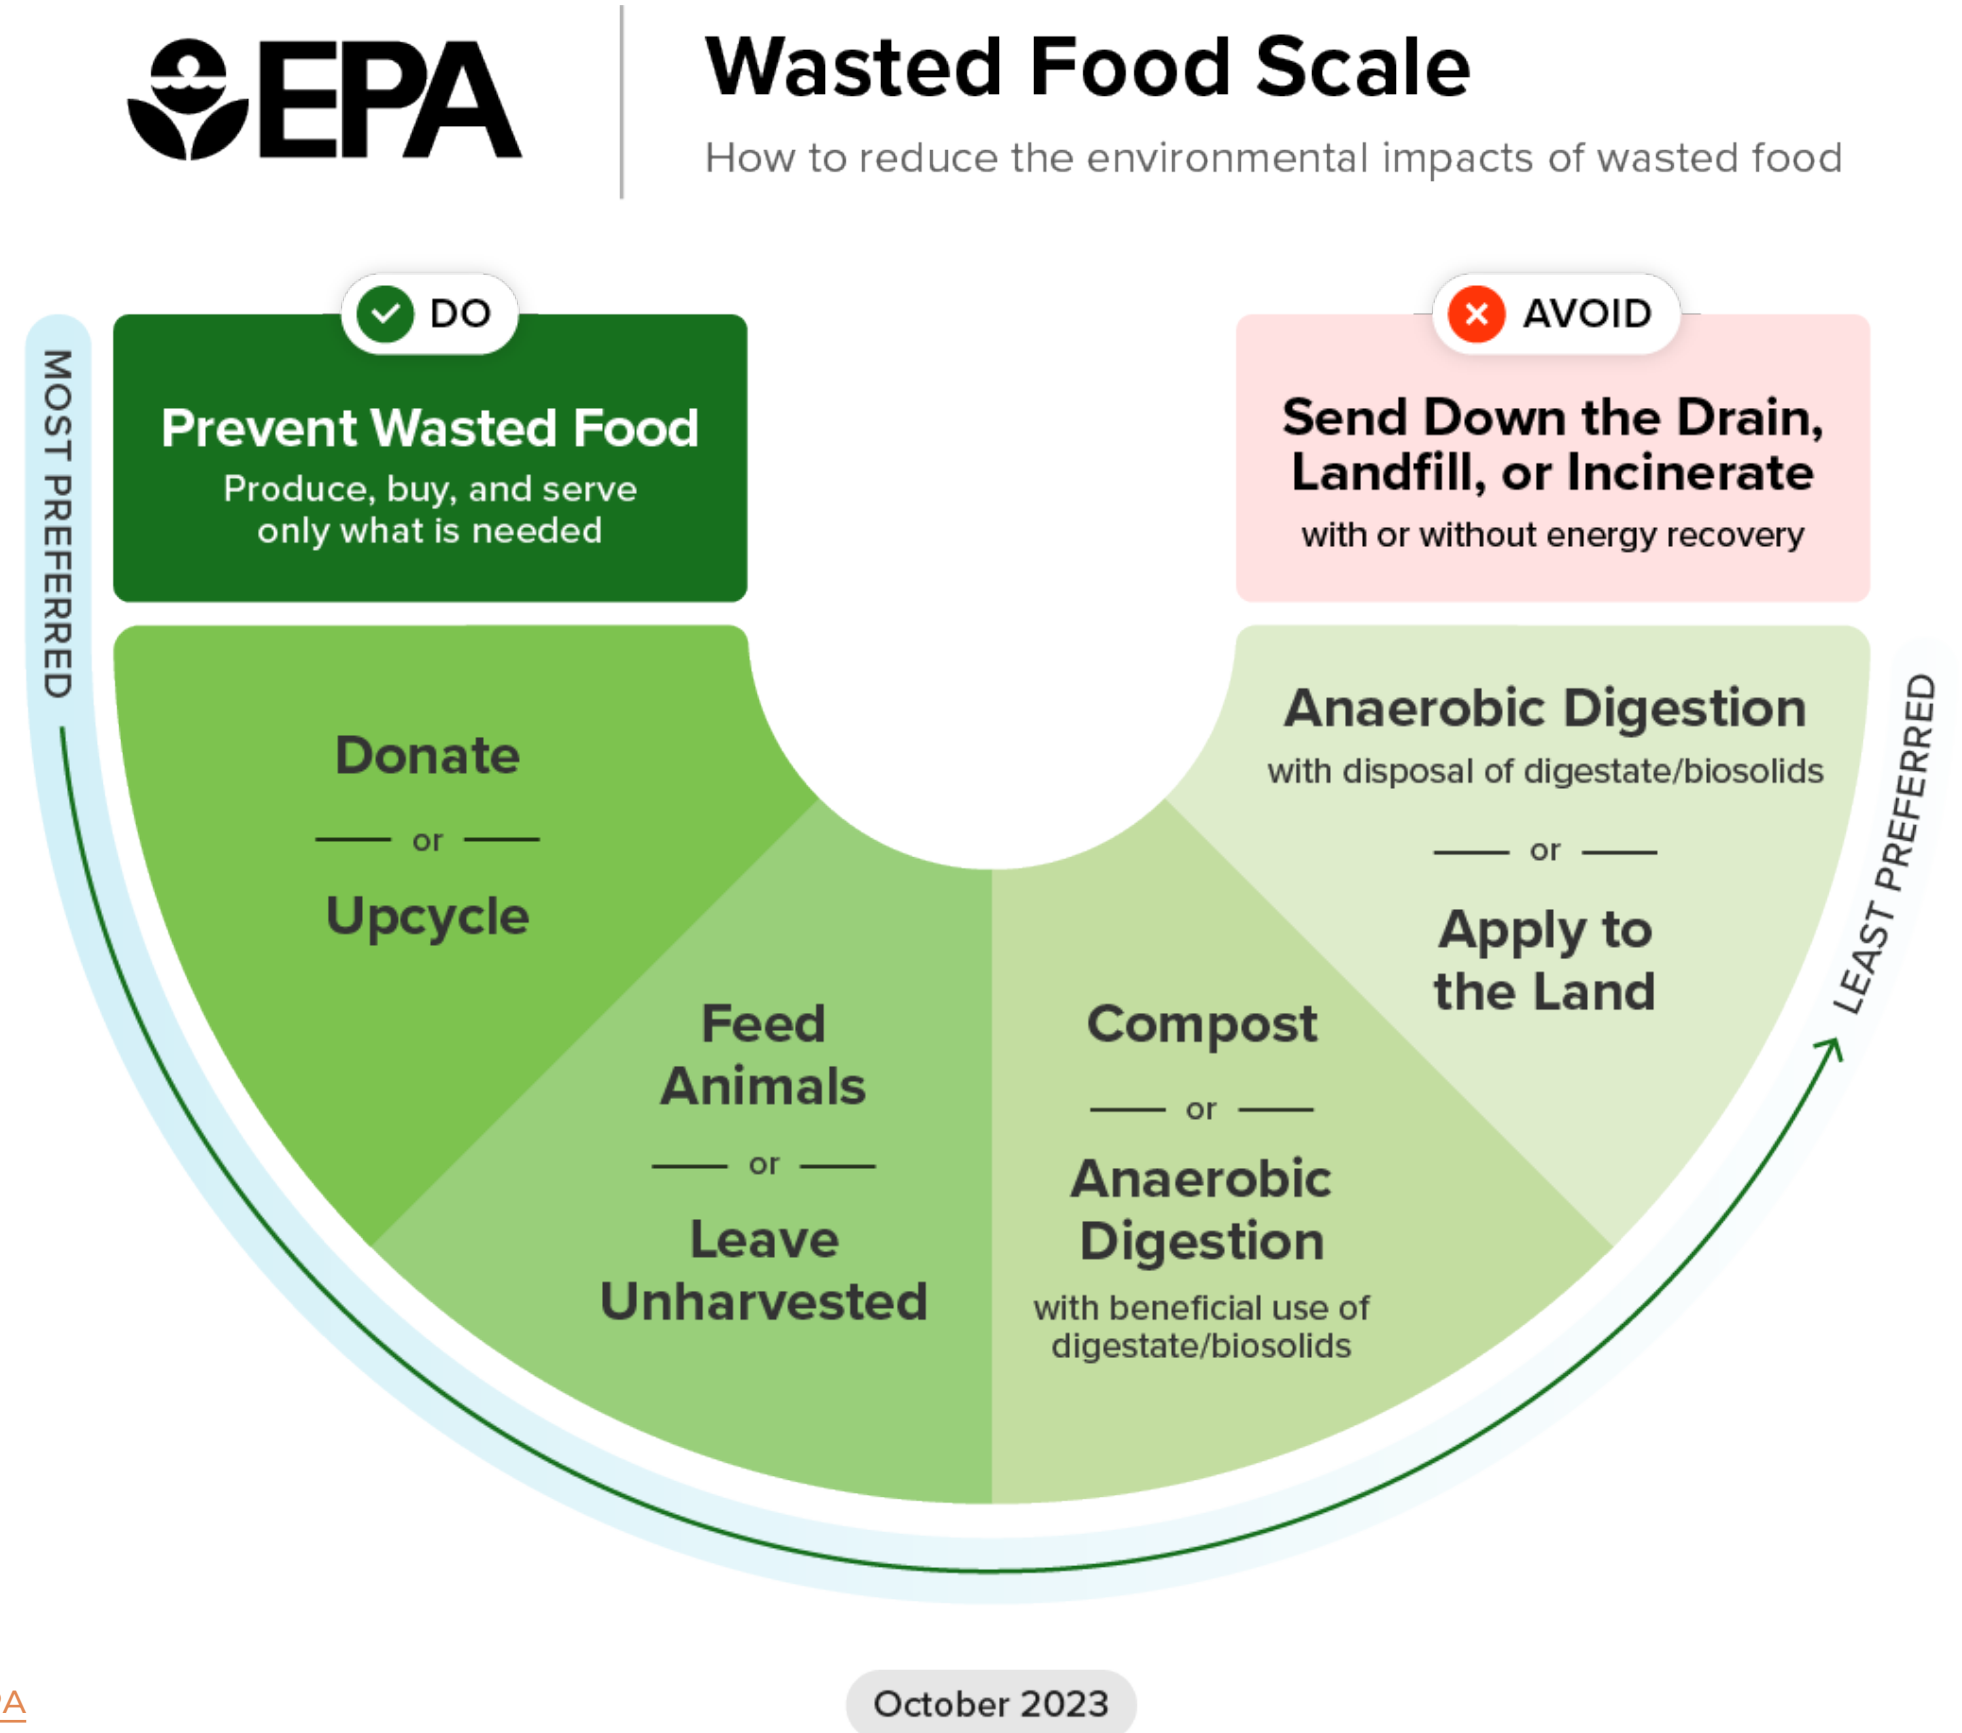 EPA
Wasted Food Scale
How to reduce the environmental impacts of wasted food
DO
Prevent Wasted Food
Produce, buy, and serve
only what is needed
AVOID
Send Down the Drain,
Landfill, or Incinerate
with or without energy recovery
MOST PREFERRED
Donate
or
Upcycle
Feed
Animals
or
Leave
Unharvested
Compost
or
Anaerobic
Digestion
with beneficial use of
digestate/biosolids
Anaerobic Digestion
with disposal of digestate/biosolids
or
Apply to
the Land
LEAST PREFERRED
October 2023